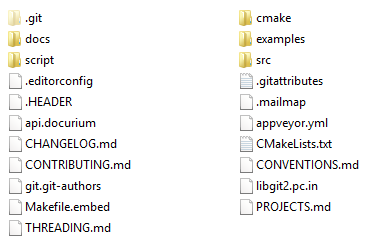 .git
cmake
docs
examples
script
src
.editorconfig
.gitattributes
.HEADER
.mailmap
api.docurium
appveyor.yml
CHANGELOG.md
CMakeLists.txt
CONTRIBUTING.md
CONVENTIONS.md
git.git-authors
libgit2.pc.in
Makefile.embed
PROJECTS.md
THREADING.md